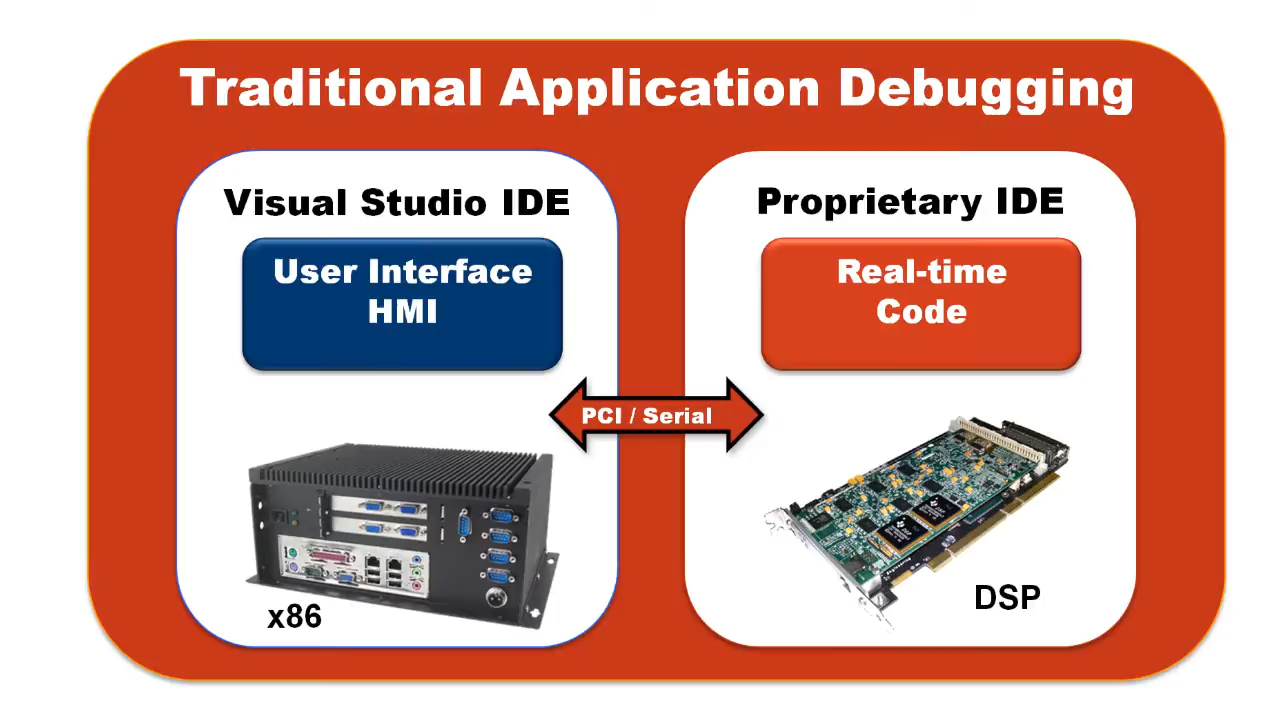 Traditional Application Debugging
Visual Studio IDE
User Interface
HMI
x86
PCI / Serial
Proprietary IDE
Real-time
Code
DSP